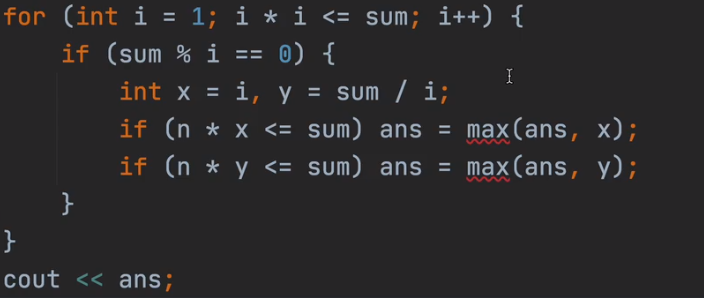 for (int i = 1; i * i <= sum; i++) {
if (sum % i == 0) {
int x = i, y = sum / i;
if (n * x <= sum) ans = max(ans, x);
if (n * y <= sum) ans = max(ans, y);
}
}
cout << ans;